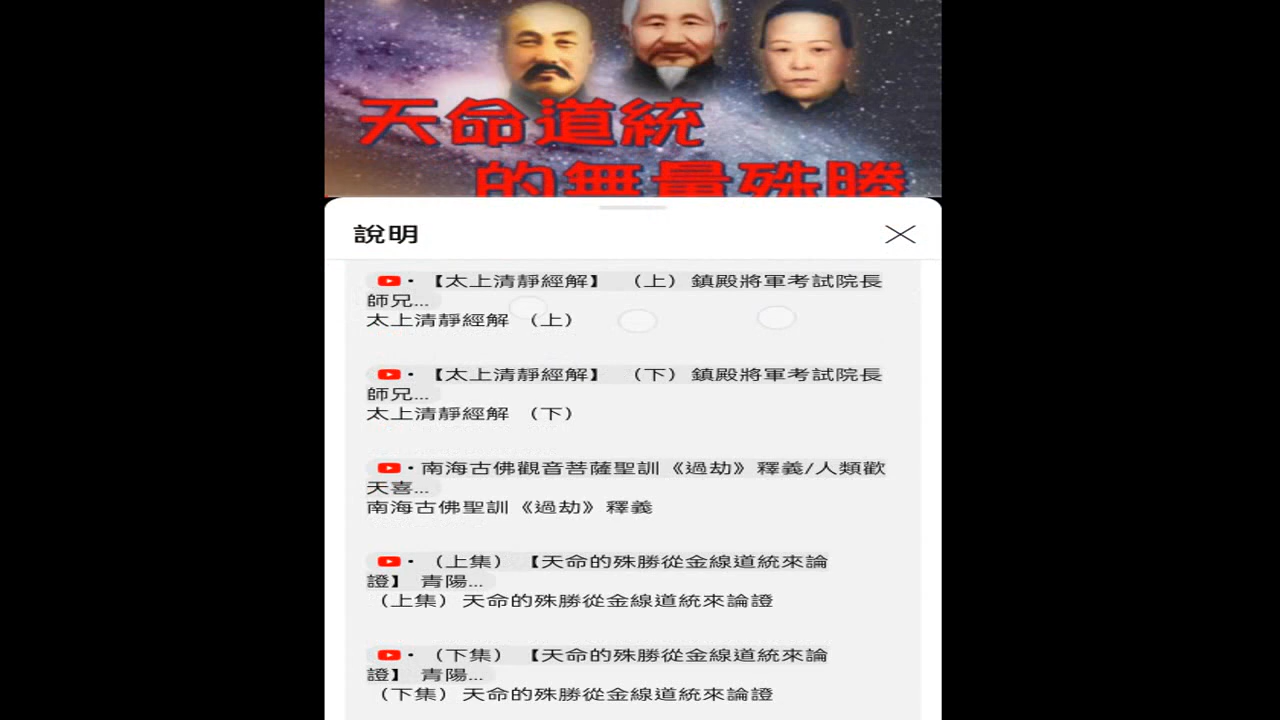 天命道統
的無量殊勝
說明
・【太上清靜經解】 （上）鎮殿將軍考試院長
師兄...
太上清靜經解 （上）
・【太上清靜經解】 （下）鎮殿將軍考試院長
師兄...
太上清靜經解 （下）
・南海古佛觀音菩薩聖訓《過劫》釋義/人類歡
天喜...
南海古佛聖訓《過劫》釋義
・（上集）【天命的殊勝從金線道統來論
證】 青陽...
（上集）天命的殊勝從金線道統來論證
・（下集）【天命的殊勝從金線道統來論
證】 青陽...
（下集）天命的殊勝從金線道統來論證